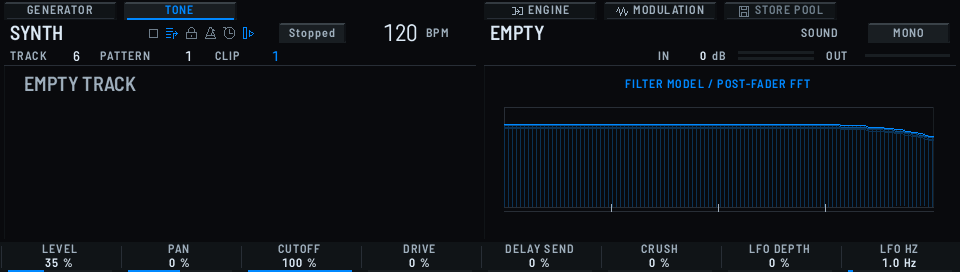 GENERATOR TONE ENGINE MODULATION STORE POOL
SYNTH Stopped 120 BPM EMPTY SOUND MONO
TRACK 6 PATTERN 1 CLIP 1 IN 0 dB OUT
EMPTY TRACK
FILTER MODEL / POST-FADER FFT
LEVEL PAN CUTOFF DRIVE DELAY SEND CRUSH LFO DEPTH LFO HZ
35 % 0 % 100 % 0 % 0 % 0 % 0 % 1.0 Hz